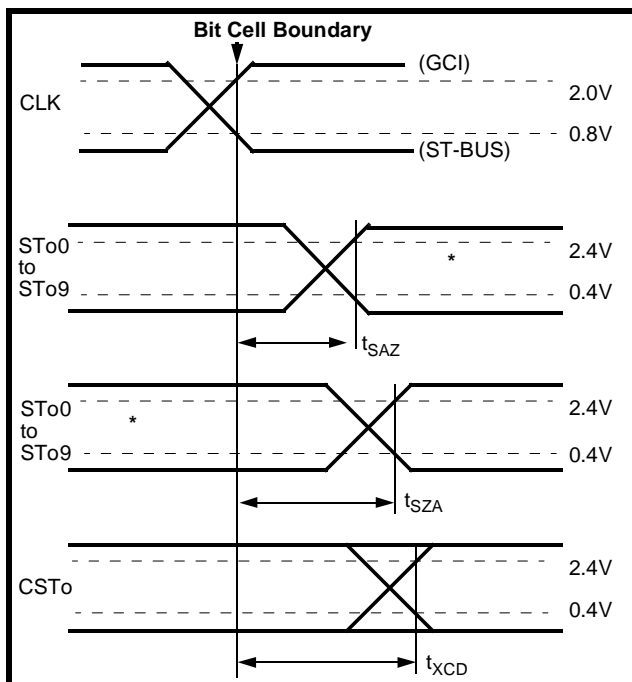 Bit Cell Boundary
(GCI)
CLK
2.0V
0.8V
(ST-BUS)
STo0
to
STo9
*
2.4V
0.4V
tSAZ
STo0
to
STo9
*
2.4V
0.4V
tSZA
CSTo
2.4V
0.4V
tXCD